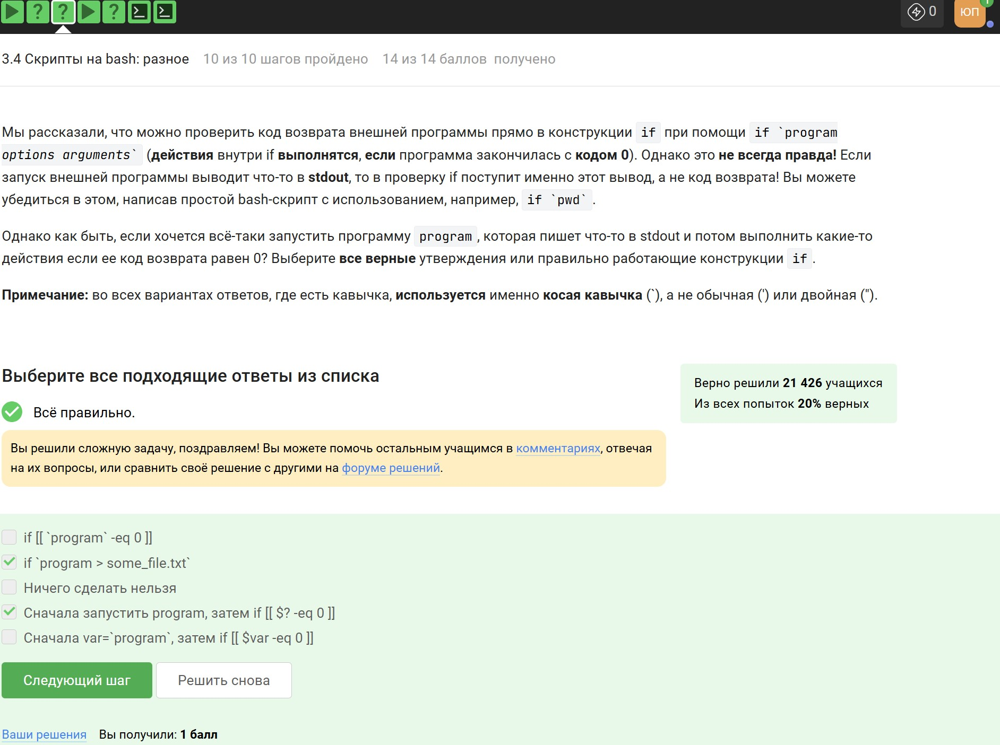 0
ЮП
3.4 Скрипты на bash: разное 10 из 10 шагов пройдено 14 из 14 баллов получено
Мы рассказали, что можно проверить код возврата внешней программы прямо в конструкции if при помощи if `program
options arguments` (действия внутри if выполнятся, если программа закончилась с кодом 0). Однако это не всегда правда! Если
запуск внешней программы выводит что-то в stdout, то в проверку if поступит именно этот вывод, а не код возврата! Вы можете
убедиться в этом, написав простой bash-скрипт с использованием, например, if `pwd`.
Однако как быть, если хочется всё-таки запустить программу program, которая пишет что-то в stdout и потом выполнить какие-то
действия если ее код возврата равен 0? Выберите все верные утверждения или правильно работающие конструкции if.
Примечание: во всех вариантах ответов, где есть кавычка, используется именно косая кавычка (`), а не обычная (') или двойная (").
Выберите все подходящие ответы из списка
Верно решили 21 426 учащихся
Из всех попыток 20% верных
Всё правильно.
Вы решили сложную задачу, поздравляем! Вы можете помочь остальным учащимся в комментариях, отвечая
на их вопросы, или сравнить своё решение с другими на форуме решений.
if [[ `program` -eq 0 ]]
if `program > some_file.txt`
Ничего сделать нельзя
Сначала запустить program, затем if [[ $? -eq 0 ]]
Сначала var=`program`, затем if [[ $var -eq 0 ]]
Следующий шаг Решить снова
Ваши решения Вы получили: 1 балл